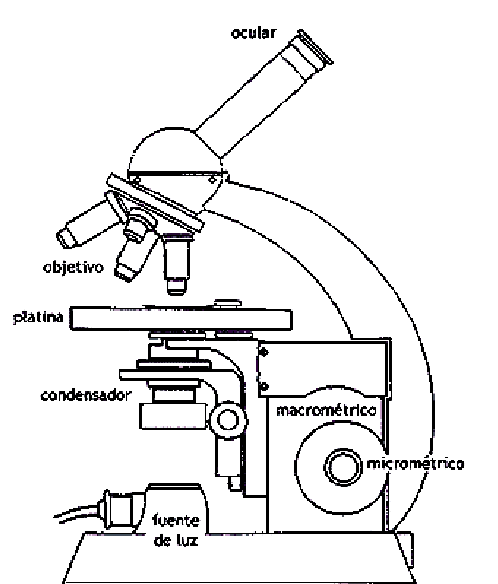 ocular
objetivo
platina
condensador
macrométrico
micrométrico
fuente
de luz